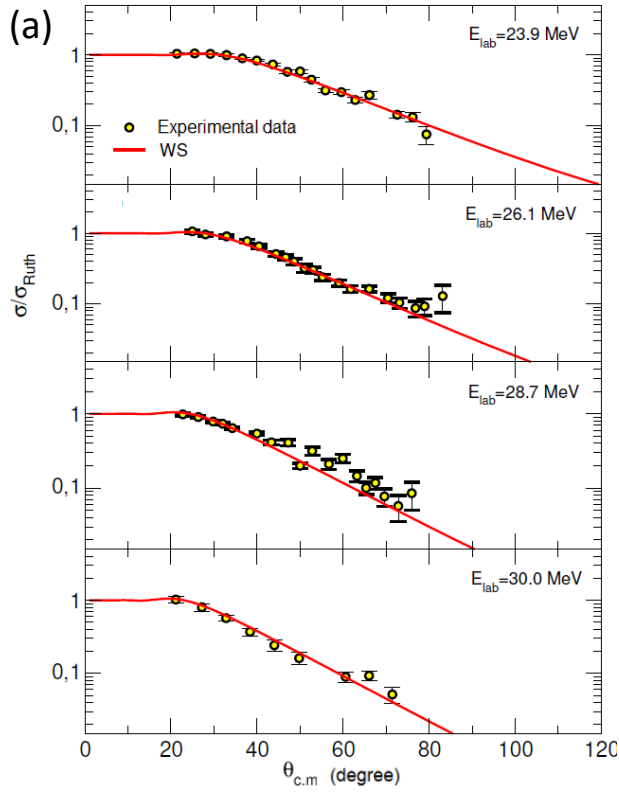 (a)
E_lab=23.9 MeV
1
0,1
Experimental data
WS
E_lab=26.1 MeV
1
0,1
σ/σ_Ruth
E_lab=28.7 MeV
1
0,1
E_lab=30.0 MeV
1
0,1
0 20 40 60 80 100 120
θ_c.m (degree)